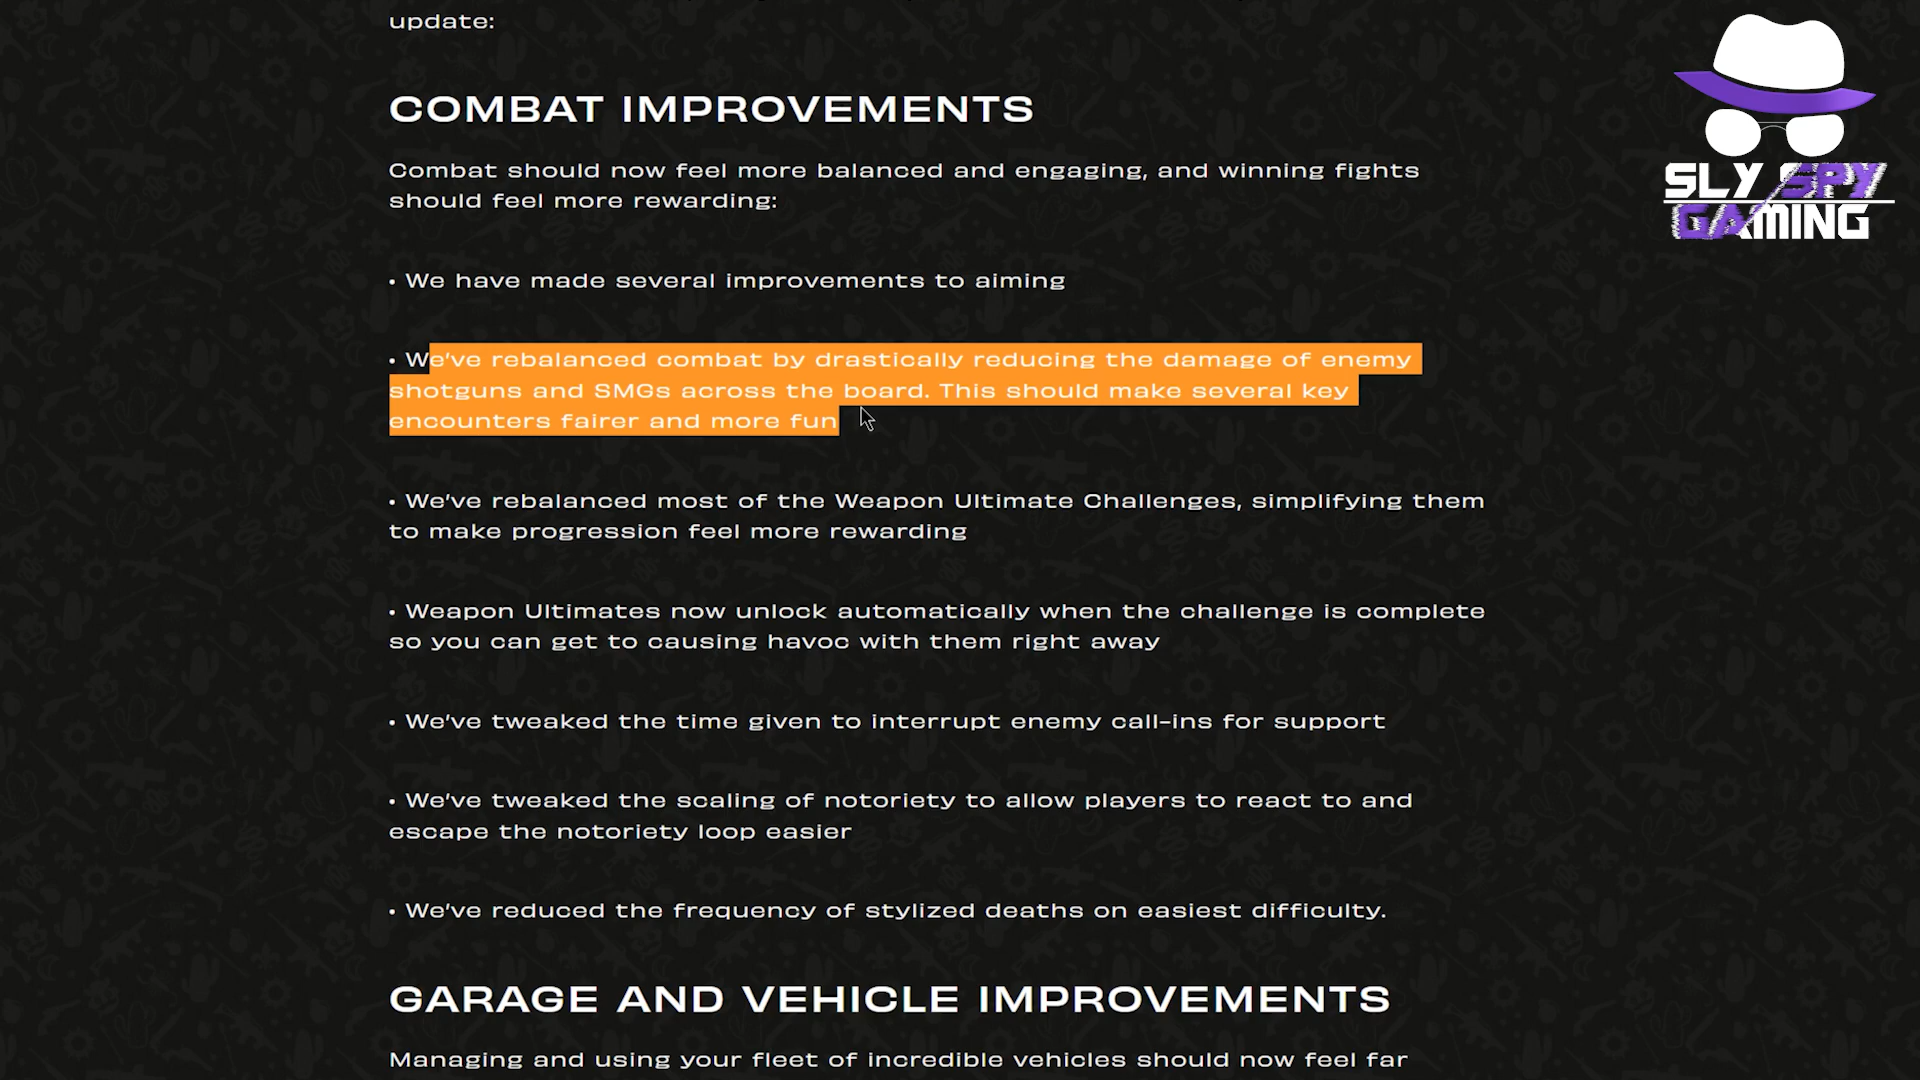 update:
COMBAT IMPROVEMENTS
Combat should now feel more balanced and engaging, and winning fights
should feel more rewarding:
• We have made several improvements to aiming
• We've rebalanced combat by drastically reducing the damage of enemy
shotguns and SMGs across the board. This should make several key
encounters fairer and more fun
• We've rebalanced most of the Weapon Ultimate Challenges, simplifying them
to make progression feel more rewarding
• Weapon Ultimates now unlock automatically when the challenge is complete
so you can get to causing havoc with them right away
• We've tweaked the time given to interrupt enemy call-ins for support
• We've tweaked the scaling of notoriety to allow players to react to and
escape the notoriety loop easier
• We've reduced the frequency of stylized deaths on easiest difficulty.
GARAGE AND VEHICLE IMPROVEMENTS
Managing and using your fleet of incredible vehicles should now feel far
SLY SPY
GAMING